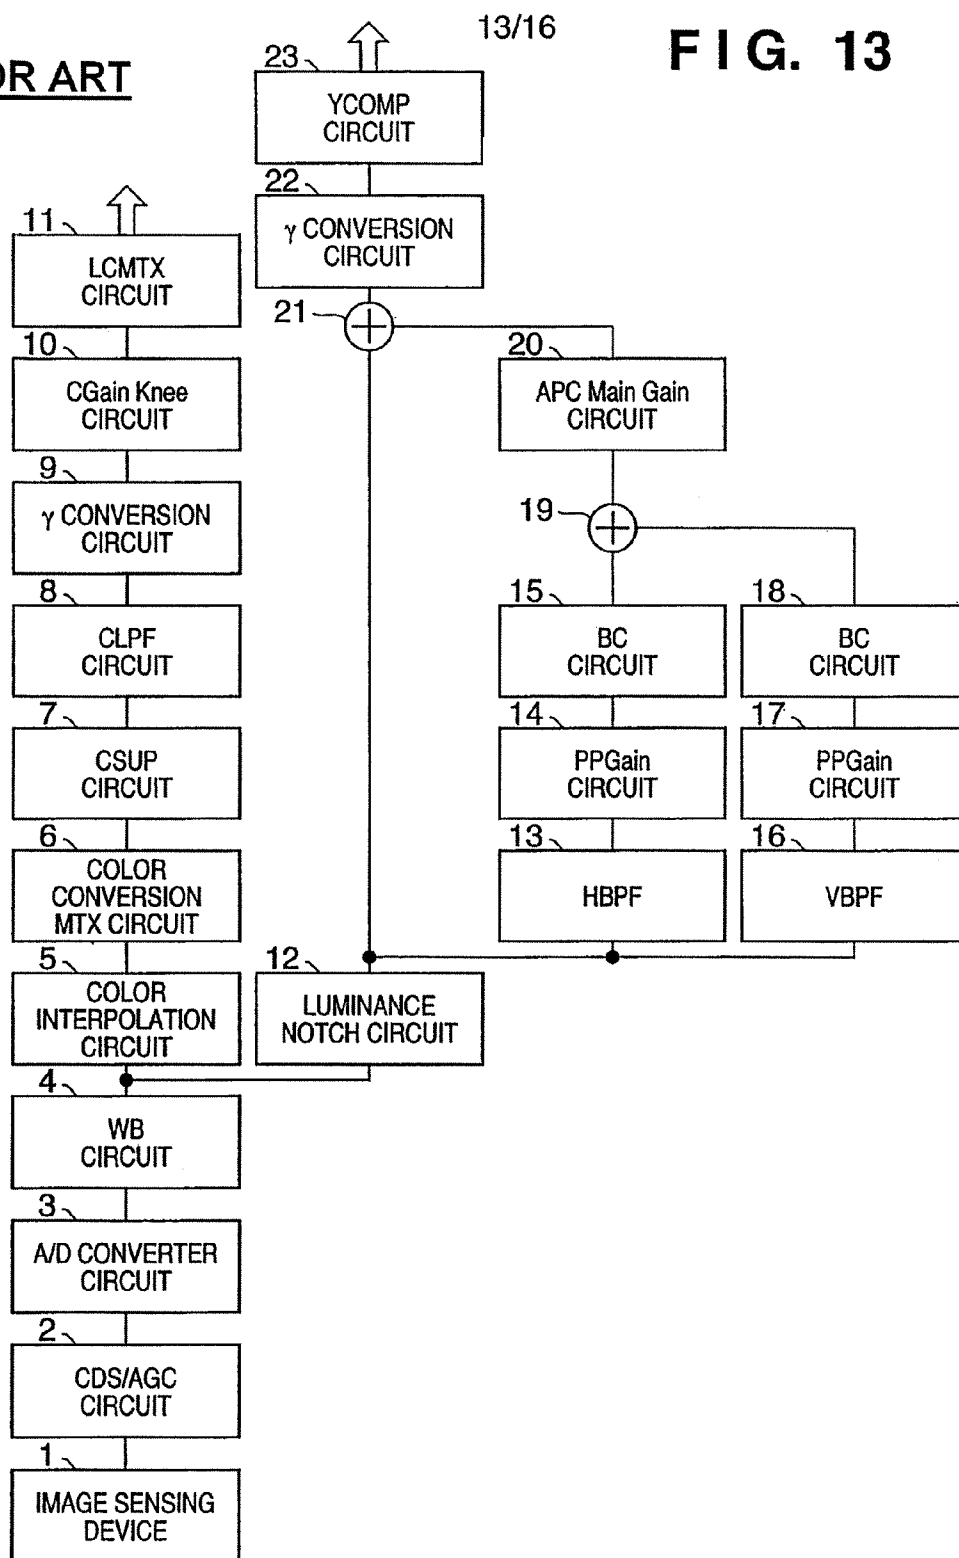 13/16
FIG. 13
OR ART
23
YCOMP
CIRCUIT
22
γ CONVERSION
CIRCUIT
21
11
LCMTX
CIRCUIT
10
CGain Knee
CIRCUIT
9
γ CONVERSION
CIRCUIT
8
CLPF
CIRCUIT
7
CSUP
CIRCUIT
6
COLOR
CONVERSION
MTX CIRCUIT
5
COLOR
INTERPOLATION
CIRCUIT
4
WB
CIRCUIT
3
A/D CONVERTER
CIRCUIT
2
CDS/AGC
CIRCUIT
1
IMAGE SENSING
DEVICE
12
LUMINANCE
NOTCH CIRCUIT
20
APC Main Gain
CIRCUIT
19
15
BC
CIRCUIT
14
PPGain
CIRCUIT
13
HBPF
18
BC
CIRCUIT
17
PPGain
CIRCUIT
16
VBPF